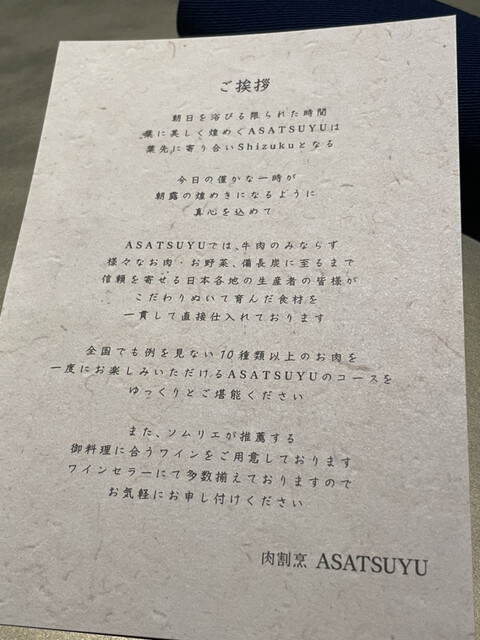 ご挨拶
朝日を浴びる限られた時間
葉に美しく煌めくASATSUYUは
葉先に寄り合いShizukuとなる
今日の僅かな一時が
朝露の煌めきになるように
真心を込めて
ASATSUYUでは、牛肉のみならず
様々なお肉・お野菜、備長炭に至るまで
信頼を寄せる日本各地の生産者の皆様が
こだわりぬいて育んだ食材を
一貫して直接仕入れております
全国でも例を見ない10種類以上のお肉を
一度にお楽しみいただけるASATSUYUのコースを
ゆっくりとご堪能ください
また、ソムリエが推薦する
御料理に合うワインをご用意しております
ワインセラーにて多数揃えておりますので
お気軽にお申し付けください
肉割烹 ASATSUYU